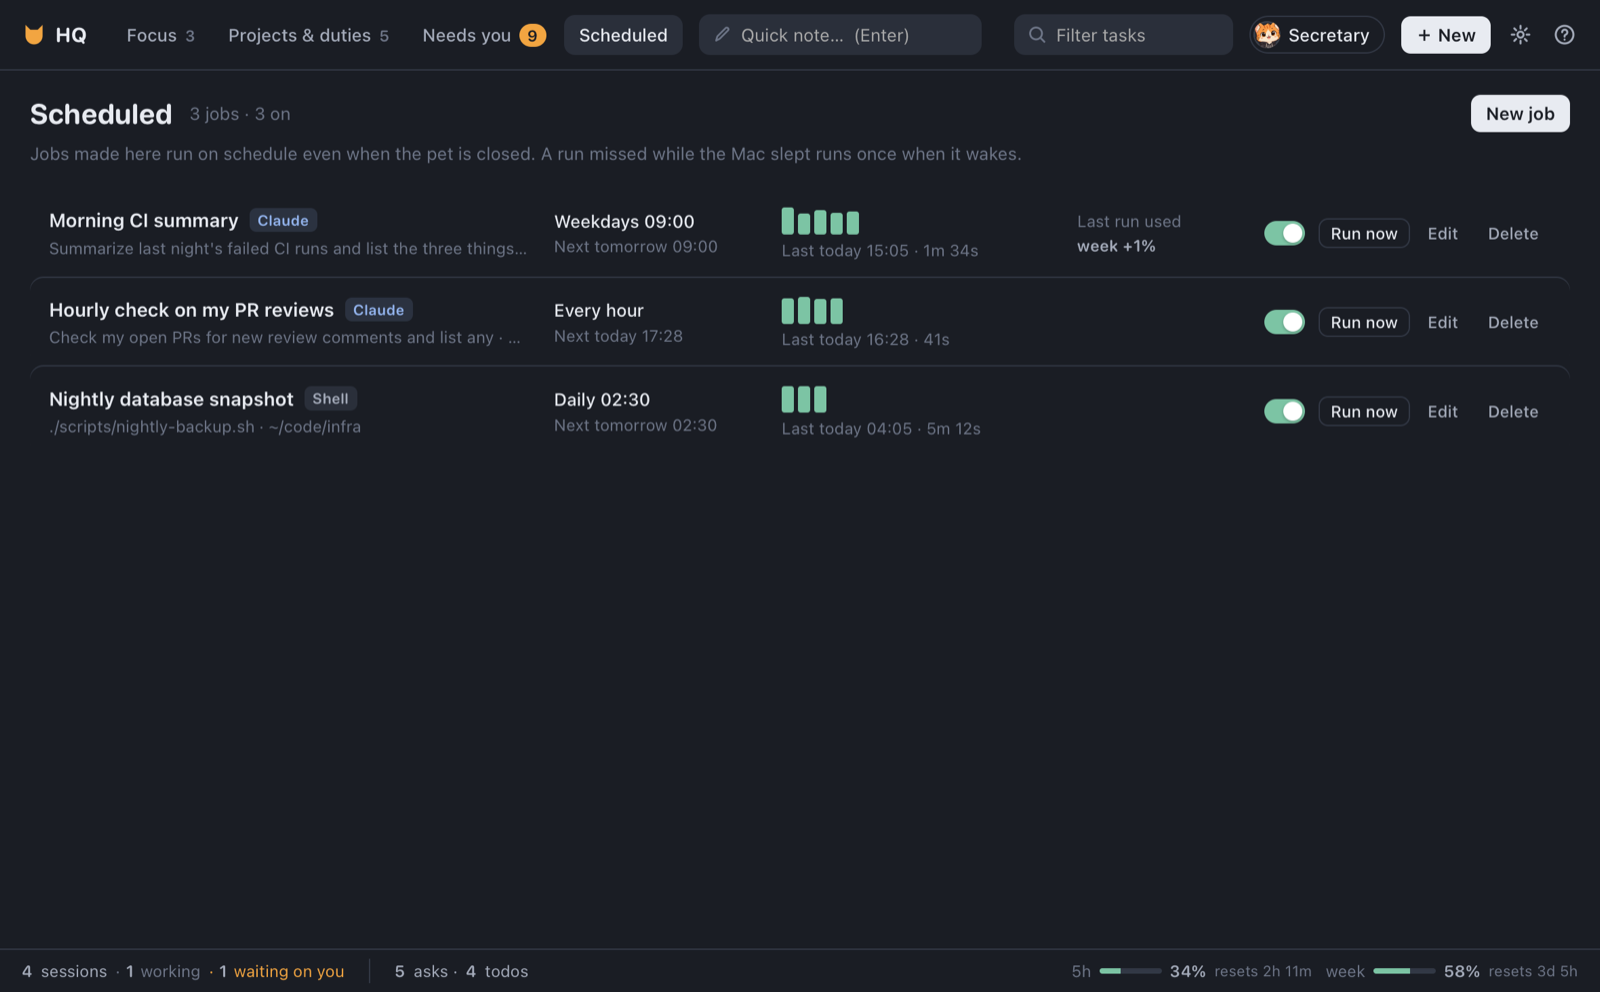 HQ Focus 3 Projects & duties 5 Needs you 9 Scheduled Quick note... (Enter) Filter tasks Secretary + New
Scheduled 3 jobs · 3 on New job
Jobs made here run on schedule even when the pet is closed. A run missed while the Mac slept runs once when it wakes.
Morning CI summary Claude Weekdays 09:00 Last run used
Summarize last night's failed CI runs and list the three things... Next tomorrow 09:00 Last today 15:05 · 1m 34s week +1% Run now Edit Delete
Hourly check on my PR reviews Claude Every hour Run now Edit Delete
Check my open PRs for new review comments and list any · ... Next today 17:28 Last today 16:28 · 41s
Nightly database snapshot Shell Daily 02:30 Run now Edit Delete
./scripts/nightly-backup.sh · ~/code/infra Next tomorrow 02:30 Last today 04:05 · 5m 12s
4 sessions · 1 working · 1 waiting on you 5 asks · 4 todos 5h 34% resets 2h 11m week 58% resets 3d 5h